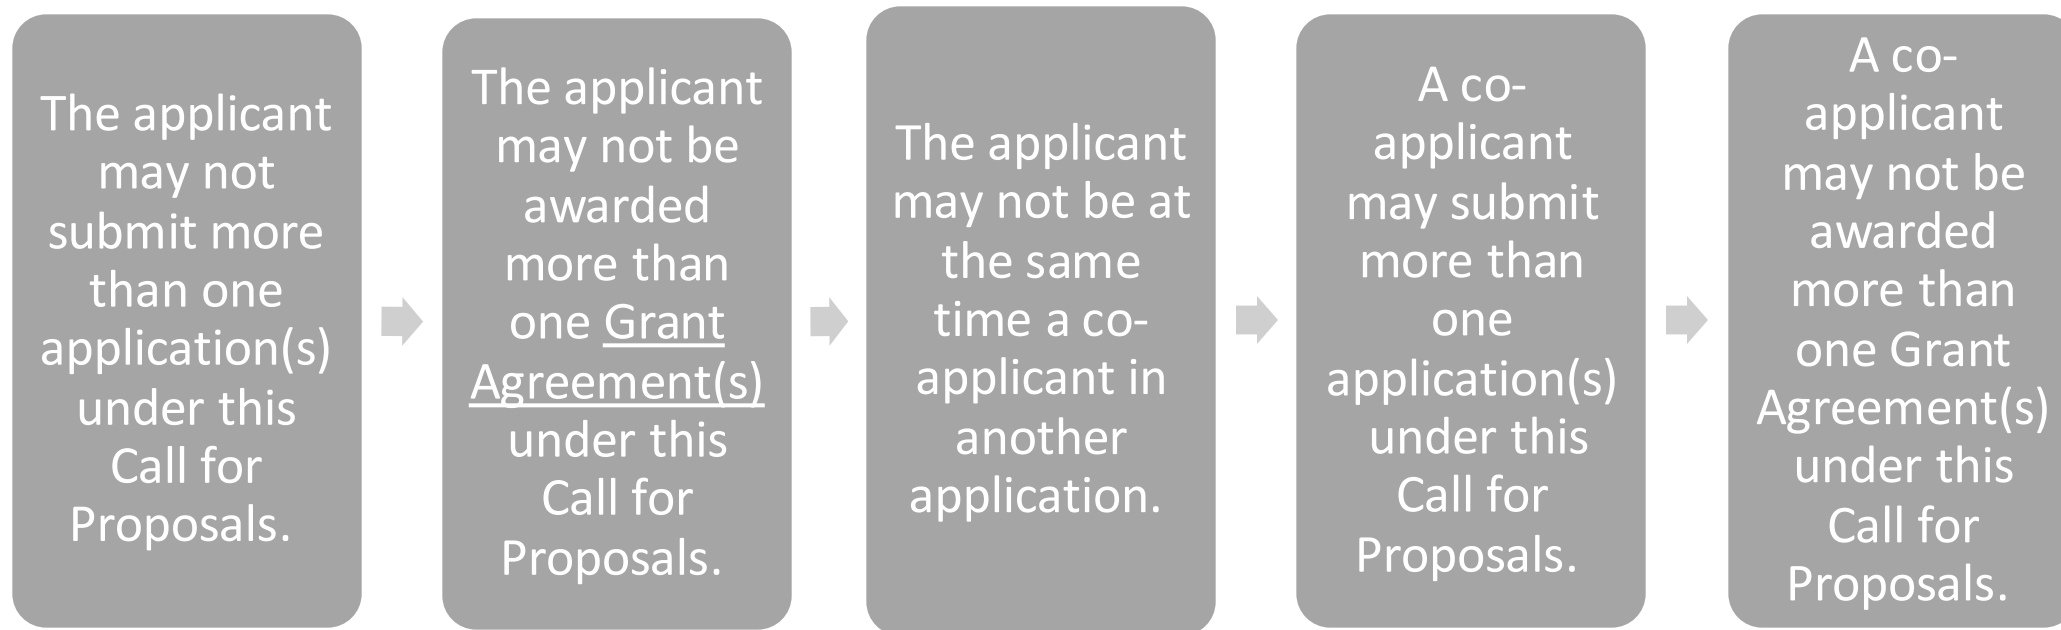 The applicant
may not
submit more
than one
application(s)
under this
Call for
Proposals.
The applicant
may not be
awarded
more than
one Grant
Agreement(s)
under this
Call for
Proposals.
The applicant
may not be at
the same
time a co-
applicant in
another
application.
A co-
applicant
may submit
more than
one
application(s)
under this
Call for
Proposals.
A co-
applicant
may not be
awarded
more than
one Grant
Agreement(s)
under this
Call for
Proposals.